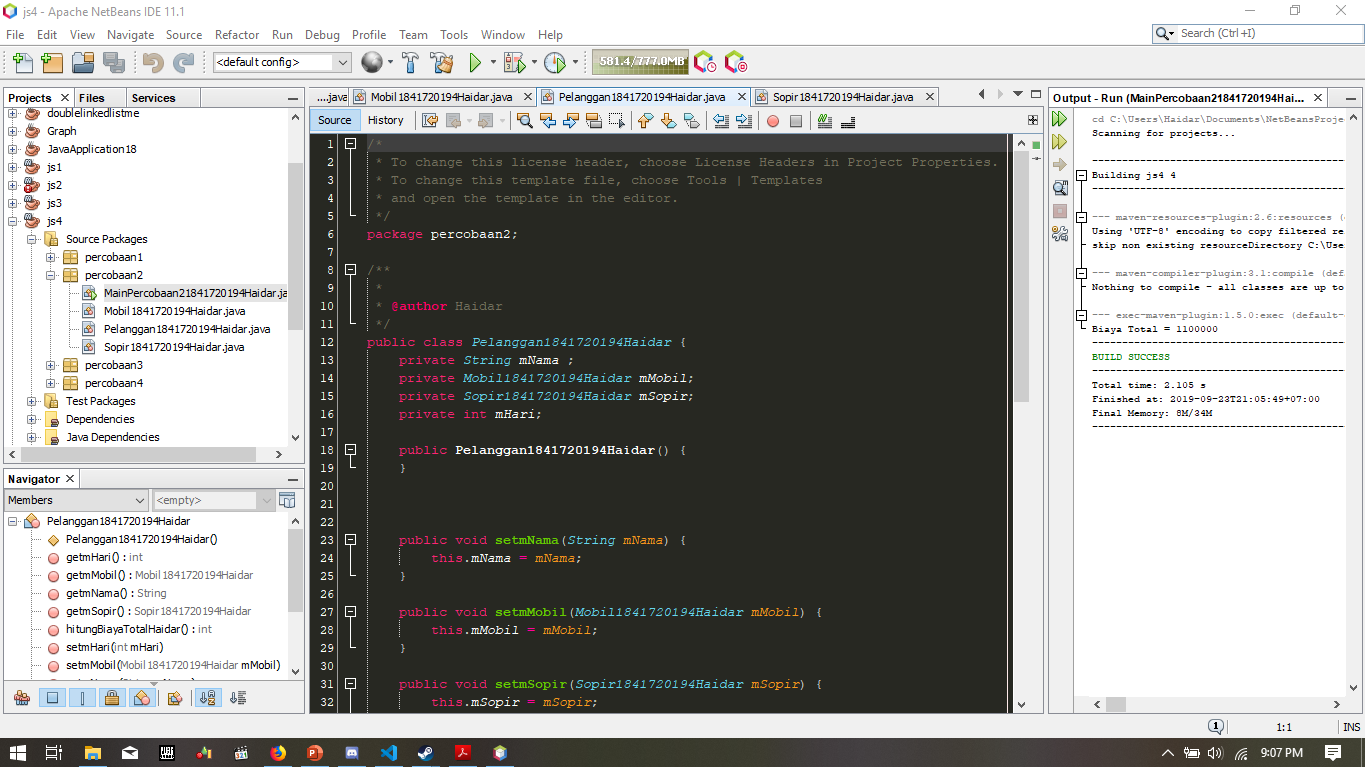 js4 - Apache NetBeans IDE 11.1
File Edit View Navigate Source Refactor Run Debug Profile Team Tools Window Help
Search (Ctrl+I)
<default config>
581.4/777.0MB
Projects Files Services
doublelinkedlistme
Graph
JavaApplication18
js1
js2
js3
js4
Source Packages
percobaan1
percobaan2
MainPercobaan21841720194Haidar.ja
Mobil1841720194Haidar.java
Pelanggan1841720194Haidar.java
Sopir1841720194Haidar.java
percobaan3
percobaan4
Test Packages
Dependencies
Java Dependencies
Navigator
Members
<empty>
Pelanggan1841720194Haidar
Pelanggan1841720194Haidar()
getmHari() : int
getmMobil() : Mobil1841720194Haidar
getmNama() : String
getmSopir() : Sopir1841720194Haidar
hitungBiayaTotalHaidar() : int
setmHari(int mHari)
setmMobil(Mobil1841720194Haidar mMobil)
...java Mobil1841720194Haidar.java Pelanggan1841720194Haidar.java Sopir1841720194Haidar.java
Source History
1 /*
2 * To change this license header, choose License Headers in Project Properties.
3 * To change this template file, choose Tools | Templates
4 * and open the template in the editor.
5 */
6 package percobaan2;
7
8 /**
9 *
10 * @author Haidar
11 */
12 public class Pelanggan1841720194Haidar {
13 private String mNama ;
14 private Mobil1841720194Haidar mMobil;
15 private Sopir1841720194Haidar mSopir;
16 private int mHari;
17
18 public Pelanggan1841720194Haidar() {
19 }
20
21
22
23 public void setmNama(String mNama) {
24 this.mNama = mNama;
25 }
26
27 public void setmMobil(Mobil1841720194Haidar mMobil) {
28 this.mMobil = mMobil;
29 }
30
31 public void setmSopir(Sopir1841720194Haidar mSopir) {
32 this.mSopir = mSopir;
Output - Run (MainPercobaan21841720194Hai...
cd C:\Users\Haidar\Documents\NetBeansProje
Scanning for projects...
Building js4 4
--- maven-resources-plugin:2.6:resources (
Using 'UTF-8' encoding to copy filtered re
skip non existing resourceDirectory C:\Use
--- maven-compiler-plugin:3.1:compile (def
Nothing to compile - all classes are up to
--- exec-maven-plugin:1.5.0:exec (default-
Biaya Total = 1100000
BUILD SUCCESS
Total time: 2.105 s
Finished at: 2019-09-23T21:05:49+07:00
Final Memory: 8M/34M
1 1:1 INS
9:07 PM